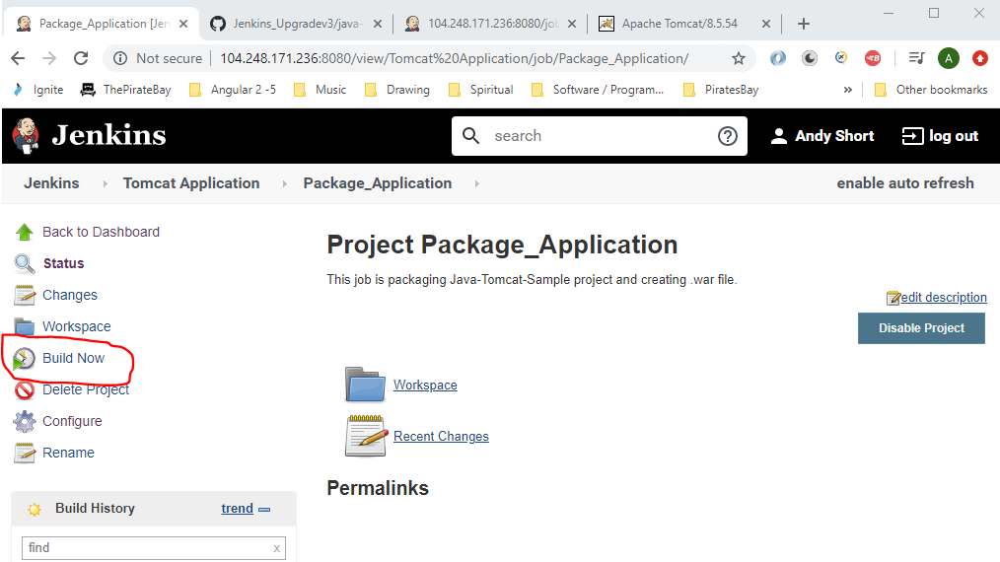 Package_Application [Jen
Jenkins_Upgradev3/java-
104.248.171.236:8080/job
Apache Tomcat/8.5.54
Not secure
104.248.171.236:8080/view/Tomcat%20Application/job/Package_Application/
A
Ignite
ThePirateBay
Angular 2 -5
Music
Drawing
Spiritual
Software / Program...
PiratesBay
»
Other bookmarks
Jenkins
search
Andy Short
log out
Jenkins
Tomcat Application
Package_Application
enable auto refresh
Back to Dashboard
Status
Changes
Workspace
Build Now
Delete Project
Configure
Rename
Build History
trend
find
x
Project Package_Application
This job is packaging Java-Tomcat-Sample project and creating .war file.
edit description
Disable Project
Workspace
Recent Changes
Permalinks